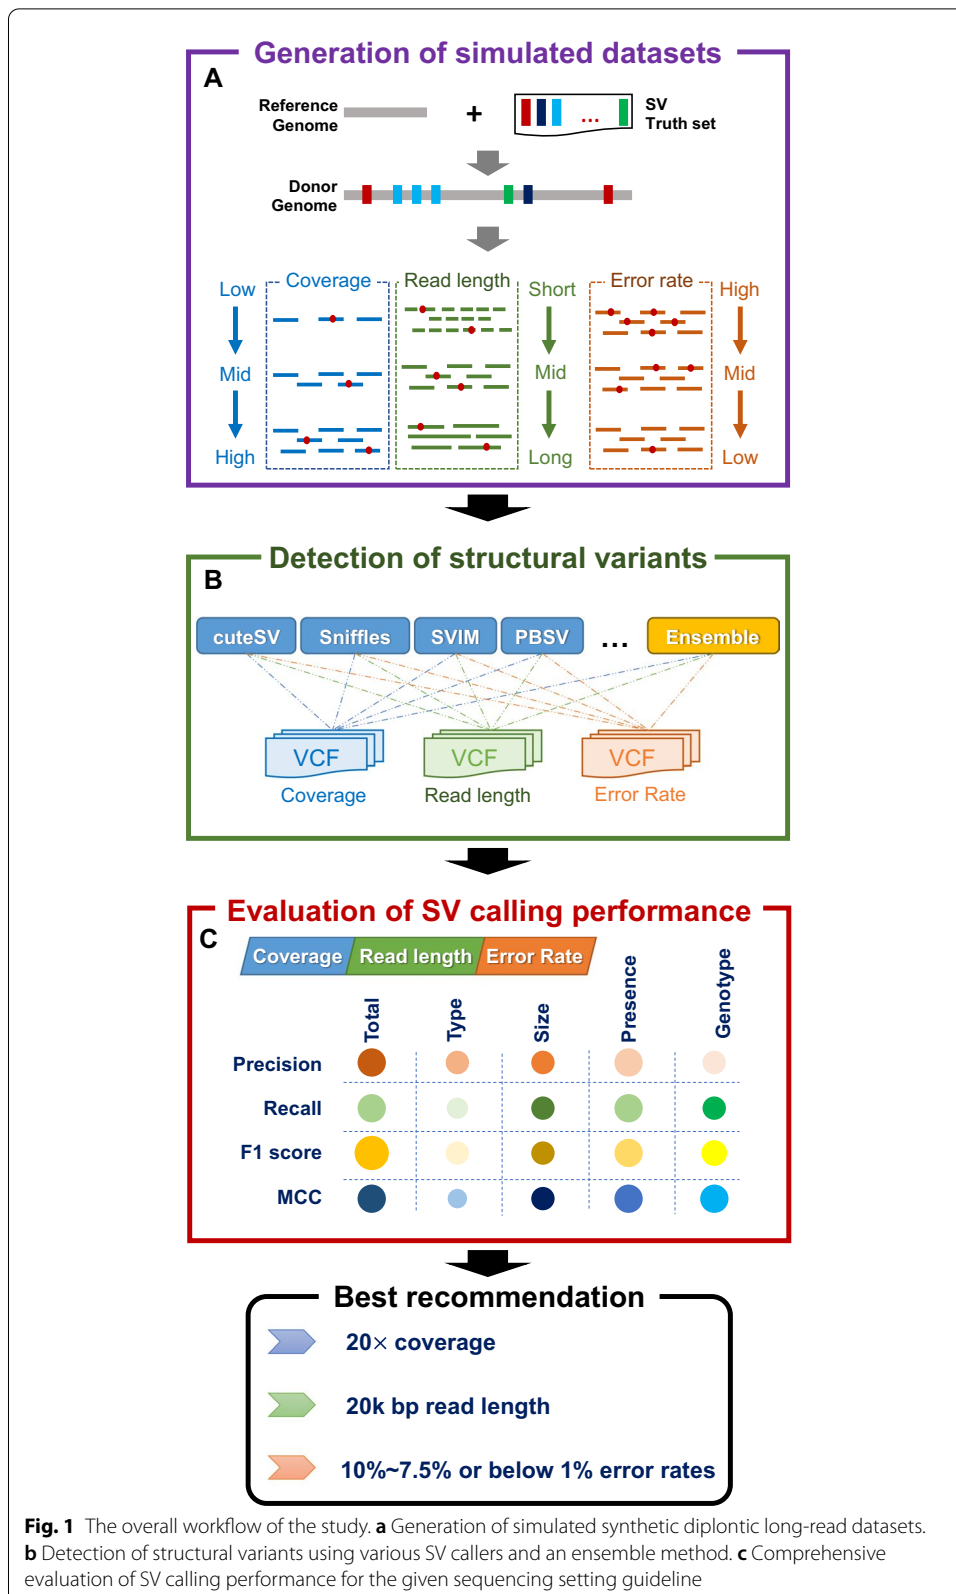 Generation of simulated datasets
A
Reference
Genome
+
...
SV
Truth set
Donor
Genome
Coverage
Read length
Error rate
Low
Mid
High
Short
Mid
Long
High
Mid
Low
Detection of structural variants
B
cuteSV
Sniffles
SVIM
PBSV
...
Ensemble
VCF
VCF
VCF
Coverage
Read length
Error Rate
Evaluation of SV calling performance
C
Coverage
Read length
Error Rate
Total
Type
Size
Presence
Genotype
Precision
Recall
F1 score
MCC
Best recommendation
20× coverage
20k bp read length
10%~7.5% or below 1% error rates
Fig. 1 The overall workflow of the study. a Generation of simulated synthetic diplontic long-read datasets.
b Detection of structural variants using various SV callers and an ensemble method. c Comprehensive
evaluation of SV calling performance for the given sequencing setting guideline